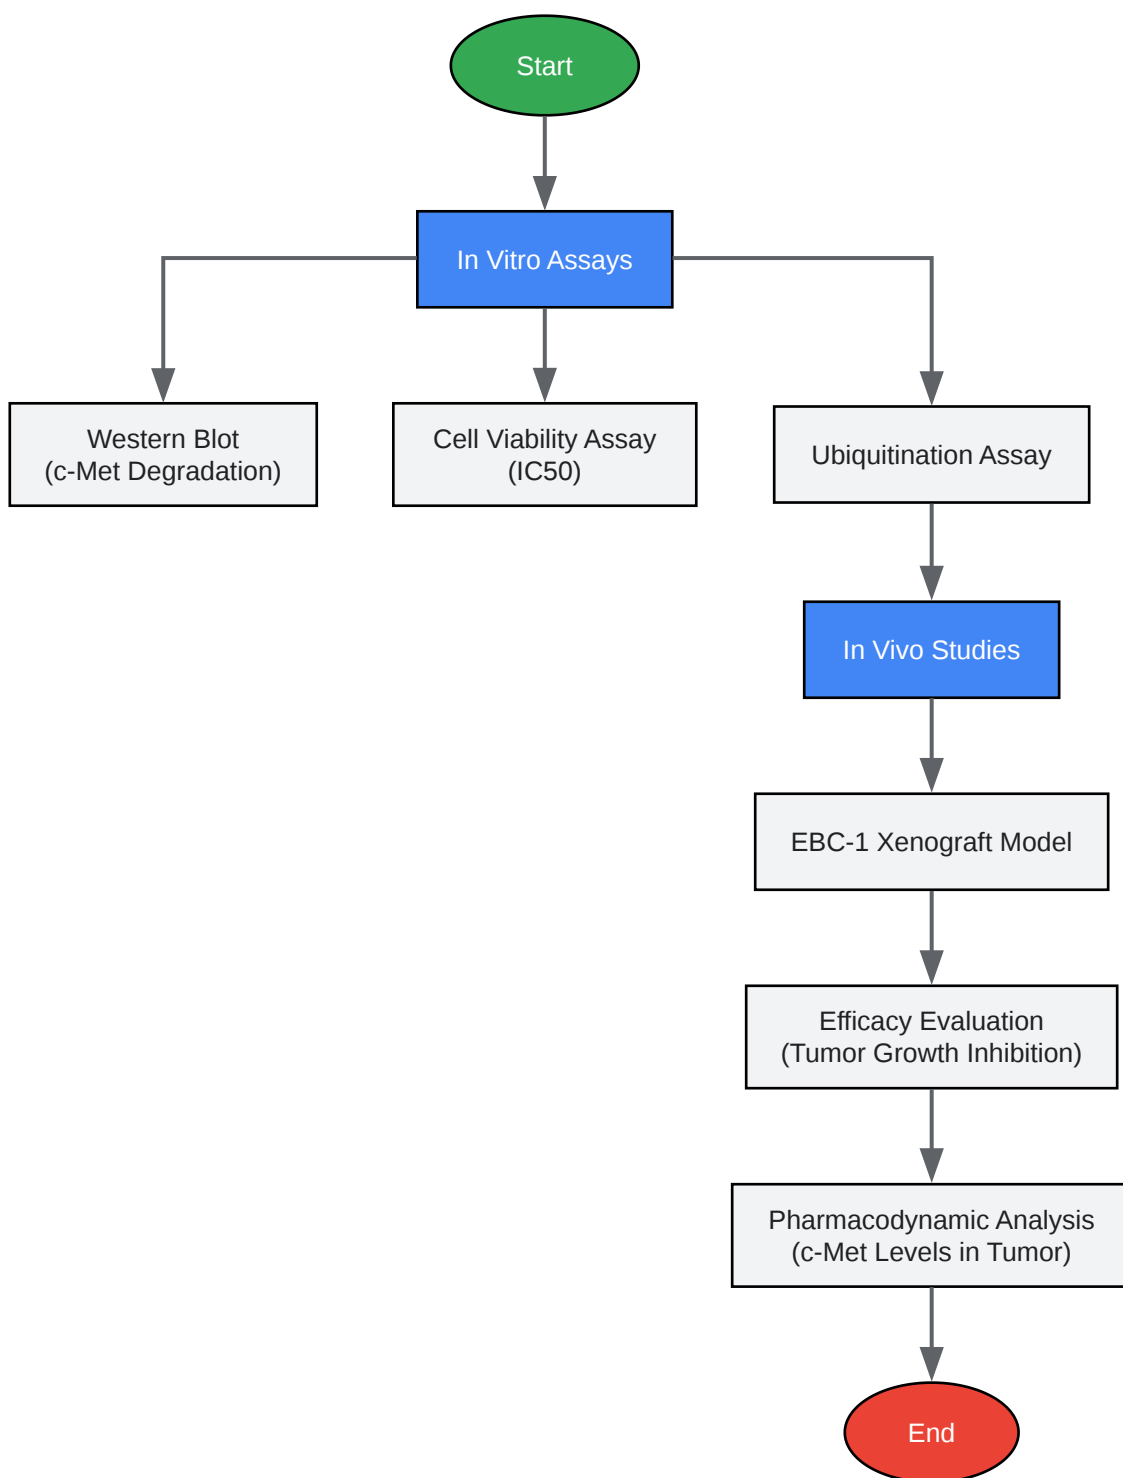 Start
In Vitro Assays
Western Blot
(c-Met Degradation)
Cell Viability Assay
(IC50)
Ubiquitination Assay
In Vivo Studies
EBC-1 Xenograft Model
Efficacy Evaluation
(Tumor Growth Inhibition)
Pharmacodynamic Analysis
(c-Met Levels in Tumor)
End